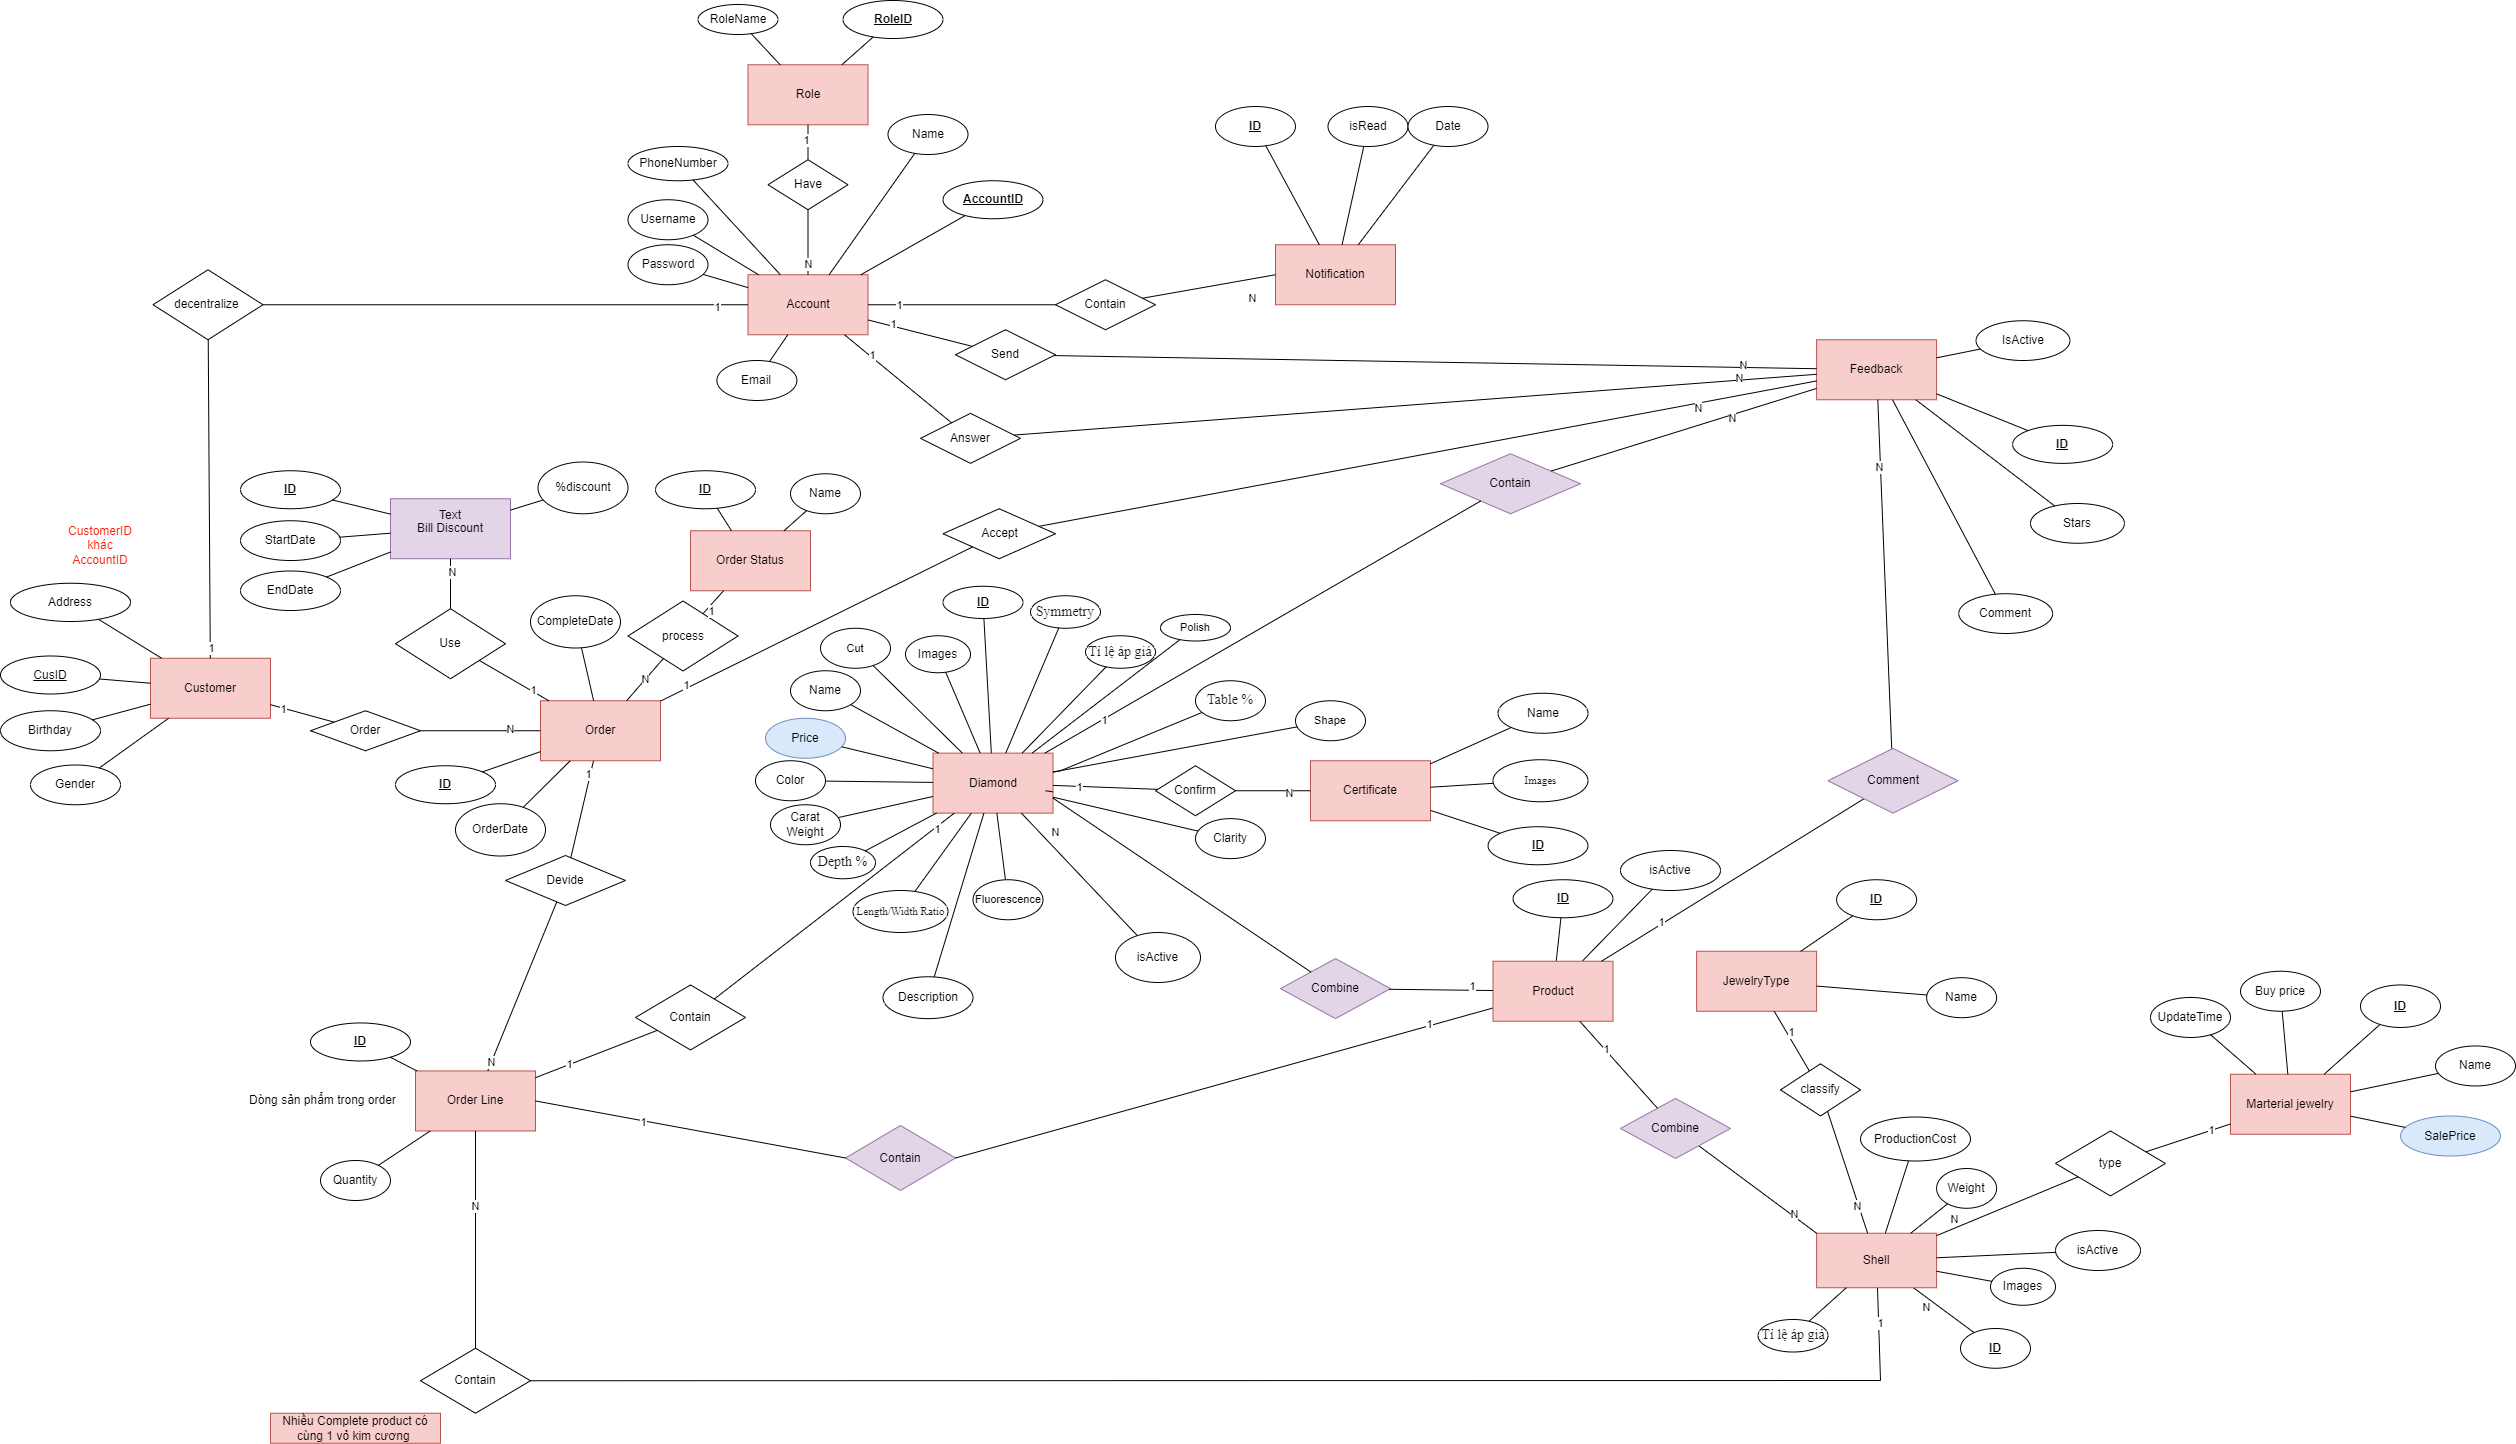 RoleName
RoleID
Role
1
Name
PhoneNumber
Have
AccountID
Username
Password
N
Account
Email
ID
isRead
Date
Notification
decentralize
1
1
Contain
N
1
Send
N
1
Answer
N
Feedback
IsActive
ID
Stars
Comment
N
N
Contain
N
Accept
ID
%discount
Text
Bill Discount
StartDate
EndDate
N
Use
1
ID
Name
Order Status
1
process
N
1
CustomerID
khác
AccountID
Address
1
CusID
Customer
Birthday
Gender
1
Order
N
CompleteDate
Order
ID
OrderDate
1
Devide
N
ID
Symmetry
Tỉ lệ áp giá
Polish
Cut
Images
Name
Price
Color
Carat
Weight
Depth %
Length/Width Ratio
Description
Fluorescence
isActive
Clarity
Table %
Shape
1
Diamond
1
Confirm
N
Certificate
Name
Images
ID
1
N
Comment
1
ID
isActive
Combine
1
Product
JewelryType
ID
Name
1
classify
N
Contain
1
ID
Dòng sản phẩm trong order
Order Line
Quantity
1
Contain
1
1
Combine
N
UpdateTime
Buy price
ID
Name
Marterial jewelry
SalePrice
1
type
N
ProductionCost
Weight
isActive
Images
N
ID
Shell
Tỉ lệ áp giá
1
N
Contain
Nhiều Complete product có
cùng 1 vỏ kim cương